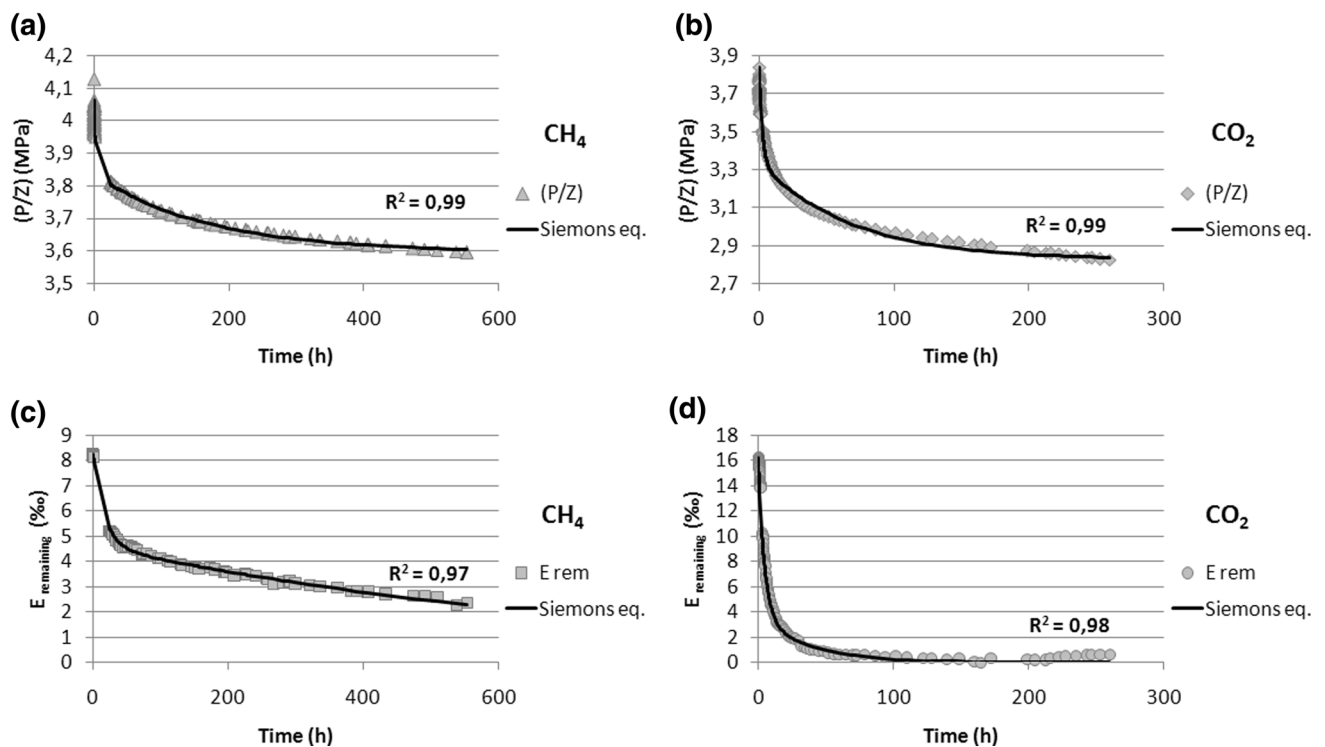 (a)
4,2
4,1
4
3,9
3,8
3,7
3,6
3,5
(P/Z) (MPa)
0 200 400 600
Time (h)
R² = 0,99
CH₄
(P/Z)
Siemons eq.
(b)
3,9
3,7
3,5
3,3
3,1
2,9
2,7
(P/Z) (MPa)
0 100 200 300
Time (h)
R² = 0,99
CO₂
(P/Z)
Siemons eq.
(c)
9
8
7
6
5
4
3
2
1
0
E remaining (‰)
0 200 400 600
Time (h)
R² = 0,97
CH₄
E rem
Siemons eq.
(d)
18
16
14
12
10
8
6
4
2
0
E remaining (‰)
0 100 200 300
Time (h)
R² = 0,98
CO₂
E rem
Siemons eq.